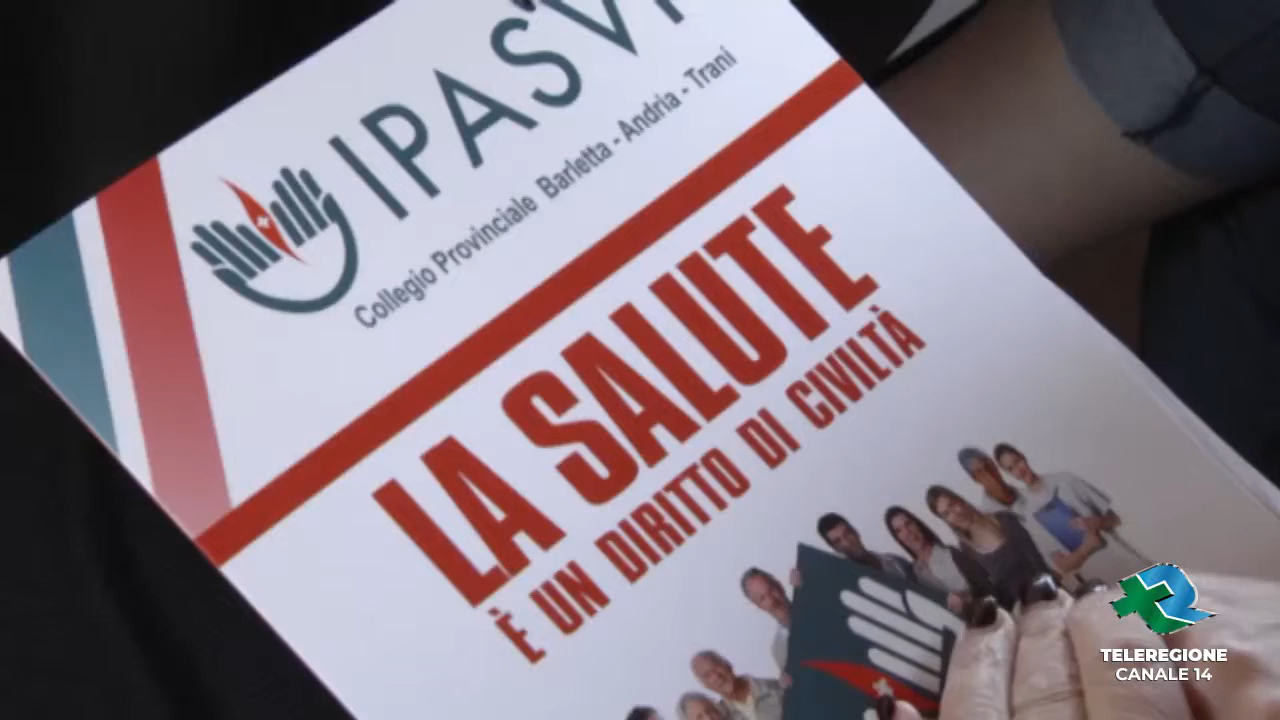 IPASVI
Collegio Provinciale Barletta - Andria - Trani
LA SALUTE
È UN DIRITTO DI CIVILTÀ
TELEREGIONE
CANALE 14